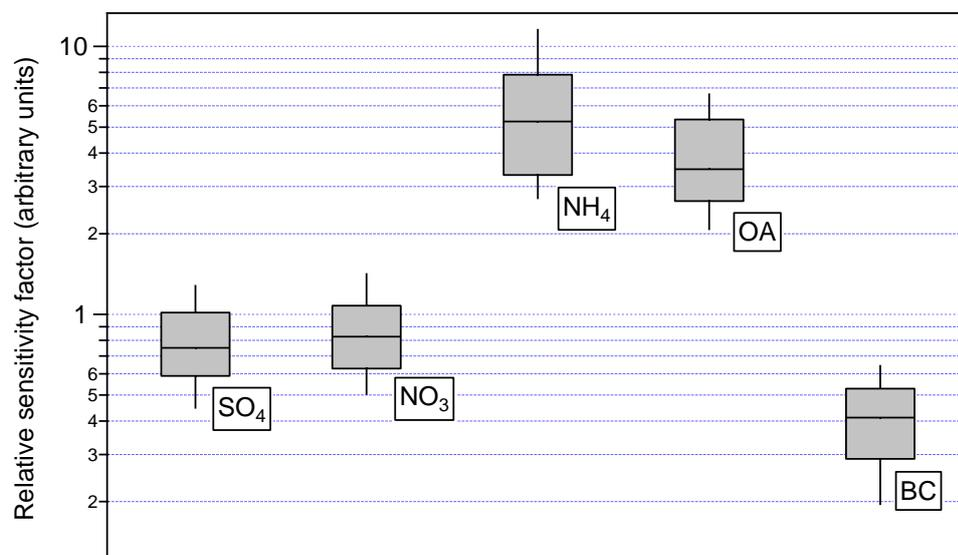 Relative sensitivity factor (arbitrary units)
10
6
5
4
3
2
1
6
5
4
3
2
NH₄
OA
SO₄
NO₃
BC